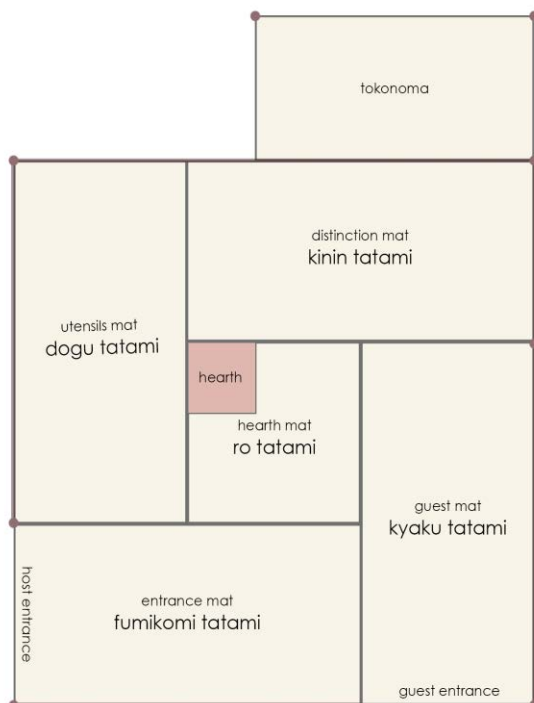 tokonoma
distinction mat
kinin tatami
utensils mat
dogu tatami
hearth
hearth mat
ro tatami
guest mat
kyaku tatami
host entrance
entrance mat
fumikomi tatami
guest entrance